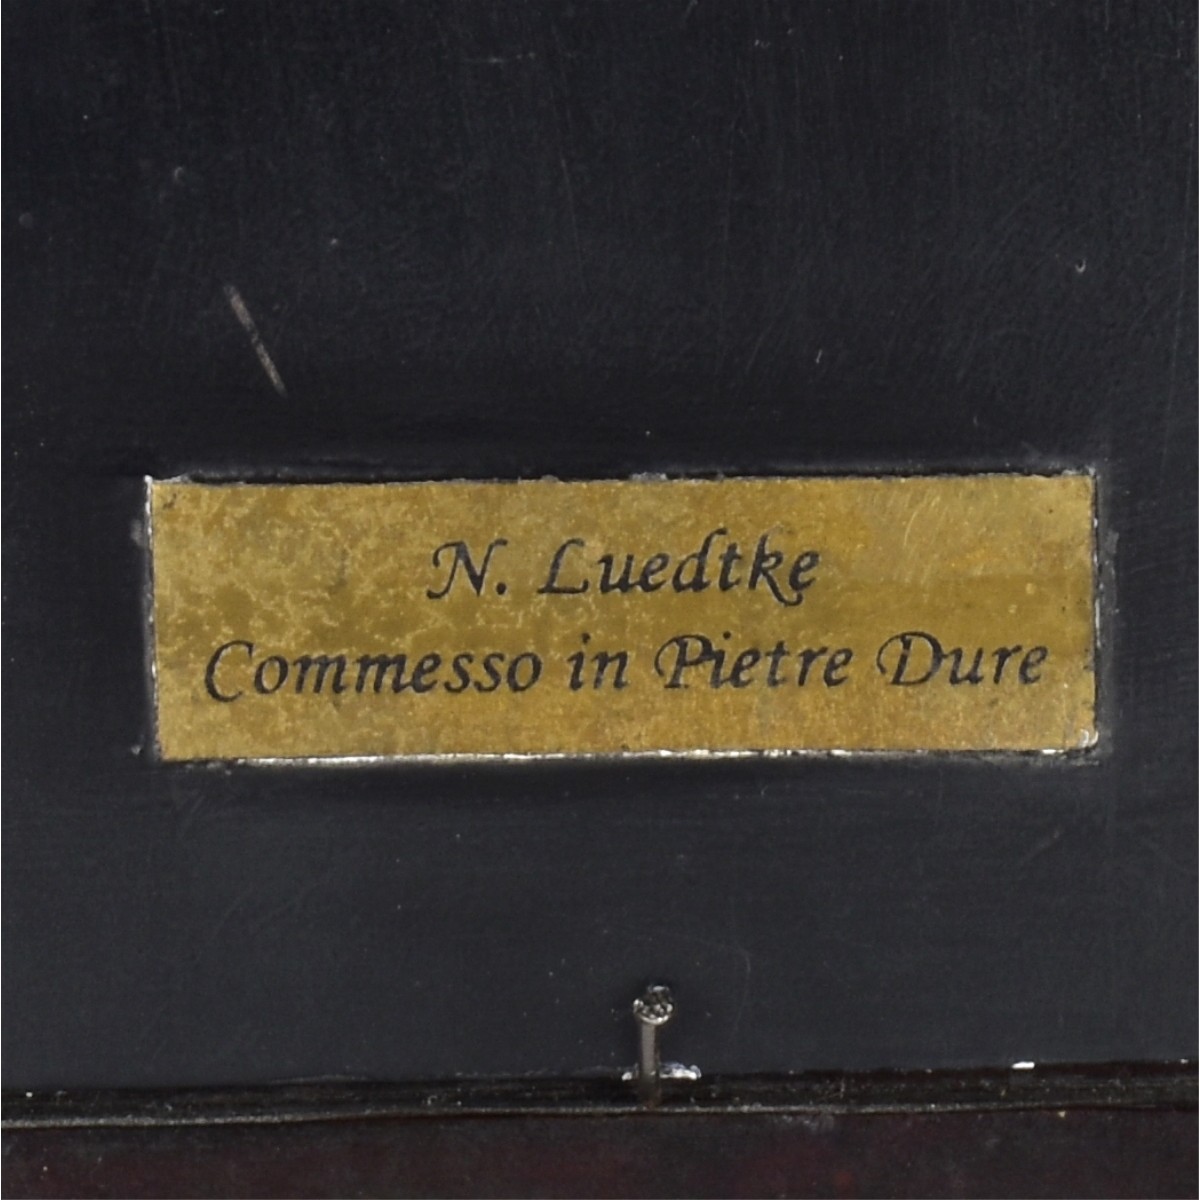 N. Luedtke
Commesso in Pietre Dure